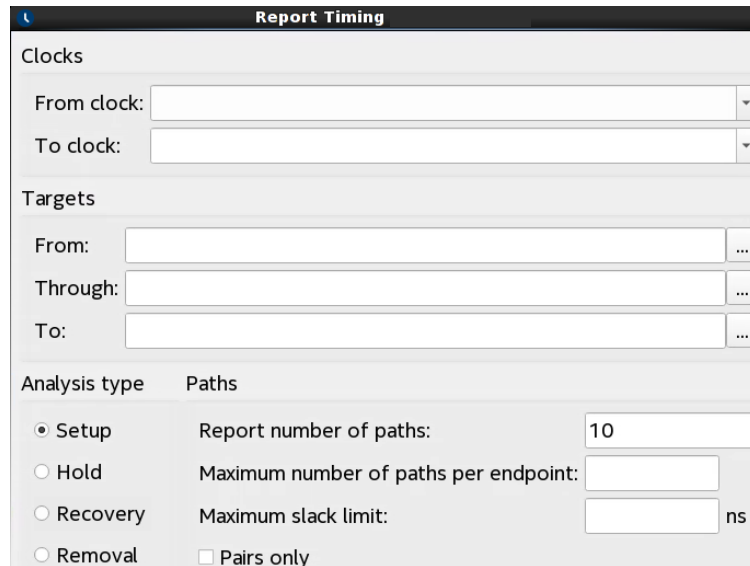 Report Timing
Clocks
From clock:
To clock:
Targets
From:
...
Through:
...
To:
...
Analysis type Paths
Setup Report number of paths: 10
Hold Maximum number of paths per endpoint:
Recovery Maximum slack limit: ns
Removal Pairs only